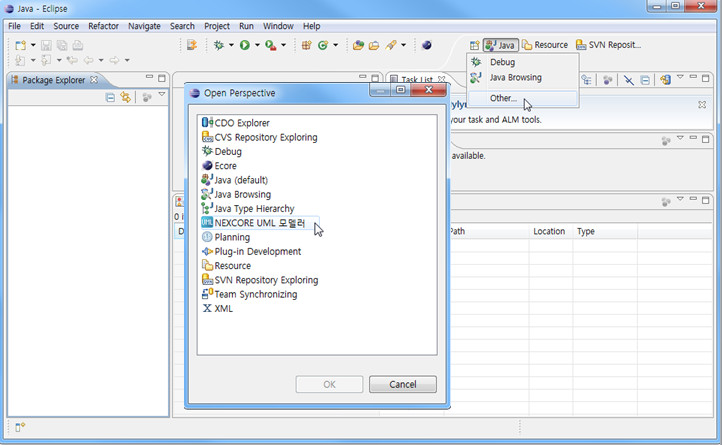 Java - Eclipse
File Edit Source Refactor Navigate Search Project Run Window Help
Java Resource SVN Reposit...
Debug
Java Browsing
Other...
Package Explorer
Task List
your task and ALM tools.
available.
Open Perspective
CDO Explorer
CVS Repository Exploring
Debug
Ecore
Java (default)
Java Browsing
Java Type Hierarchy
NEXCORE UML 모델러
Planning
Plug-in Development
Resource
SVN Repository Exploring
Team Synchronizing
XML
OK Cancel
0 i
D
Path Location Type